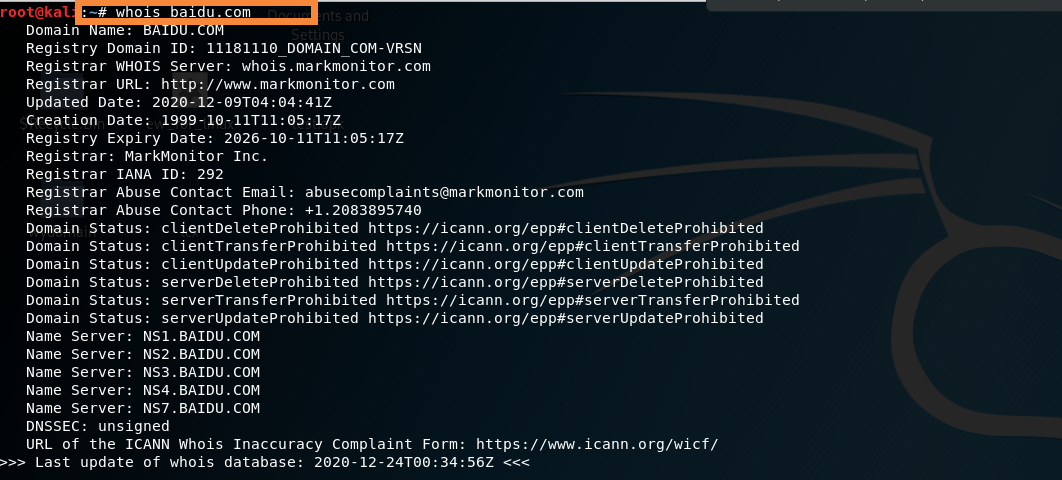 root@kali:~# whois baidu.com
Documents and
Settings
Domain Name: BAIDU.COM
Registry Domain ID: 11181110_DOMAIN_COM-VRSN
Registrar WHOIS Server: whois.markmonitor.com
Registrar URL: http://www.markmonitor.com
Updated Date: 2020-12-09T04:04:41Z
Creation Date: 1999-10-11T11:05:17Z
Registry Expiry Date: 2026-10-11T11:05:17Z
Registrar: MarkMonitor Inc.
Registrar IANA ID: 292
Registrar Abuse Contact Email: abusecomplaints@markmonitor.com
Registrar Abuse Contact Phone: +1.2083895740
Domain Status: clientDeleteProhibited https://icann.org/epp#clientDeleteProhibited
Domain Status: clientTransferProhibited https://icann.org/epp#clientTransferProhibited
Domain Status: clientUpdateProhibited https://icann.org/epp#clientUpdateProhibited
Domain Status: serverDeleteProhibited https://icann.org/epp#serverDeleteProhibited
Domain Status: serverTransferProhibited https://icann.org/epp#serverTransferProhibited
Domain Status: serverUpdateProhibited https://icann.org/epp#serverUpdateProhibited
Name Server: NS1.BAIDU.COM
Name Server: NS2.BAIDU.COM
Name Server: NS3.BAIDU.COM
Name Server: NS4.BAIDU.COM
Name Server: NS7.BAIDU.COM
DNSSEC: unsigned
URL of the ICANN Whois Inaccuracy Complaint Form: https://www.icann.org/wicf/
>>> Last update of whois database: 2020-12-24T00:34:56Z <<<